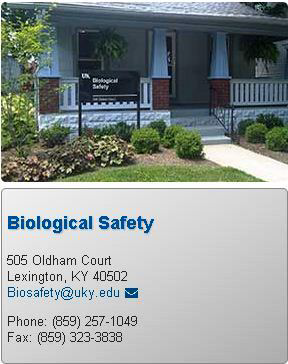 UK
Biological
Safety
Biological Safety
505 Oldham Court
Lexington, KY 40502
Biosafety@uky.edu
Phone: (859) 257-1049
Fax: (859) 323-3838